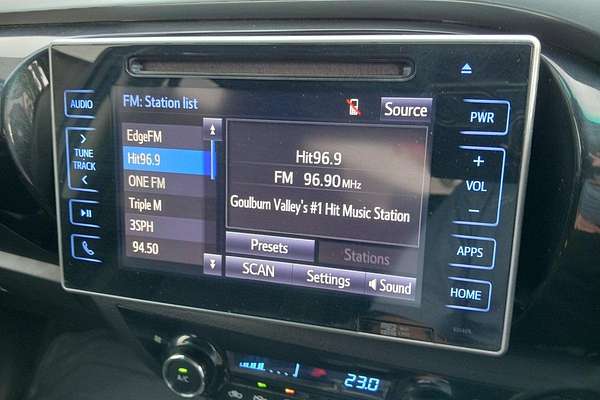 FM: Station list
Source
AUDIO
TUNE
TRACK
EdgeFM
Hit96.9
ONE FM
Triple M
3SPH
94.50
Hit96.9
FM 96.90MHz
Goulburn Valley's #1 Hit Music Station
Presets
Stations
SCAN
Settings
Sound
PWR
+
VOL
−
APPS
HOME
A/C
23.0